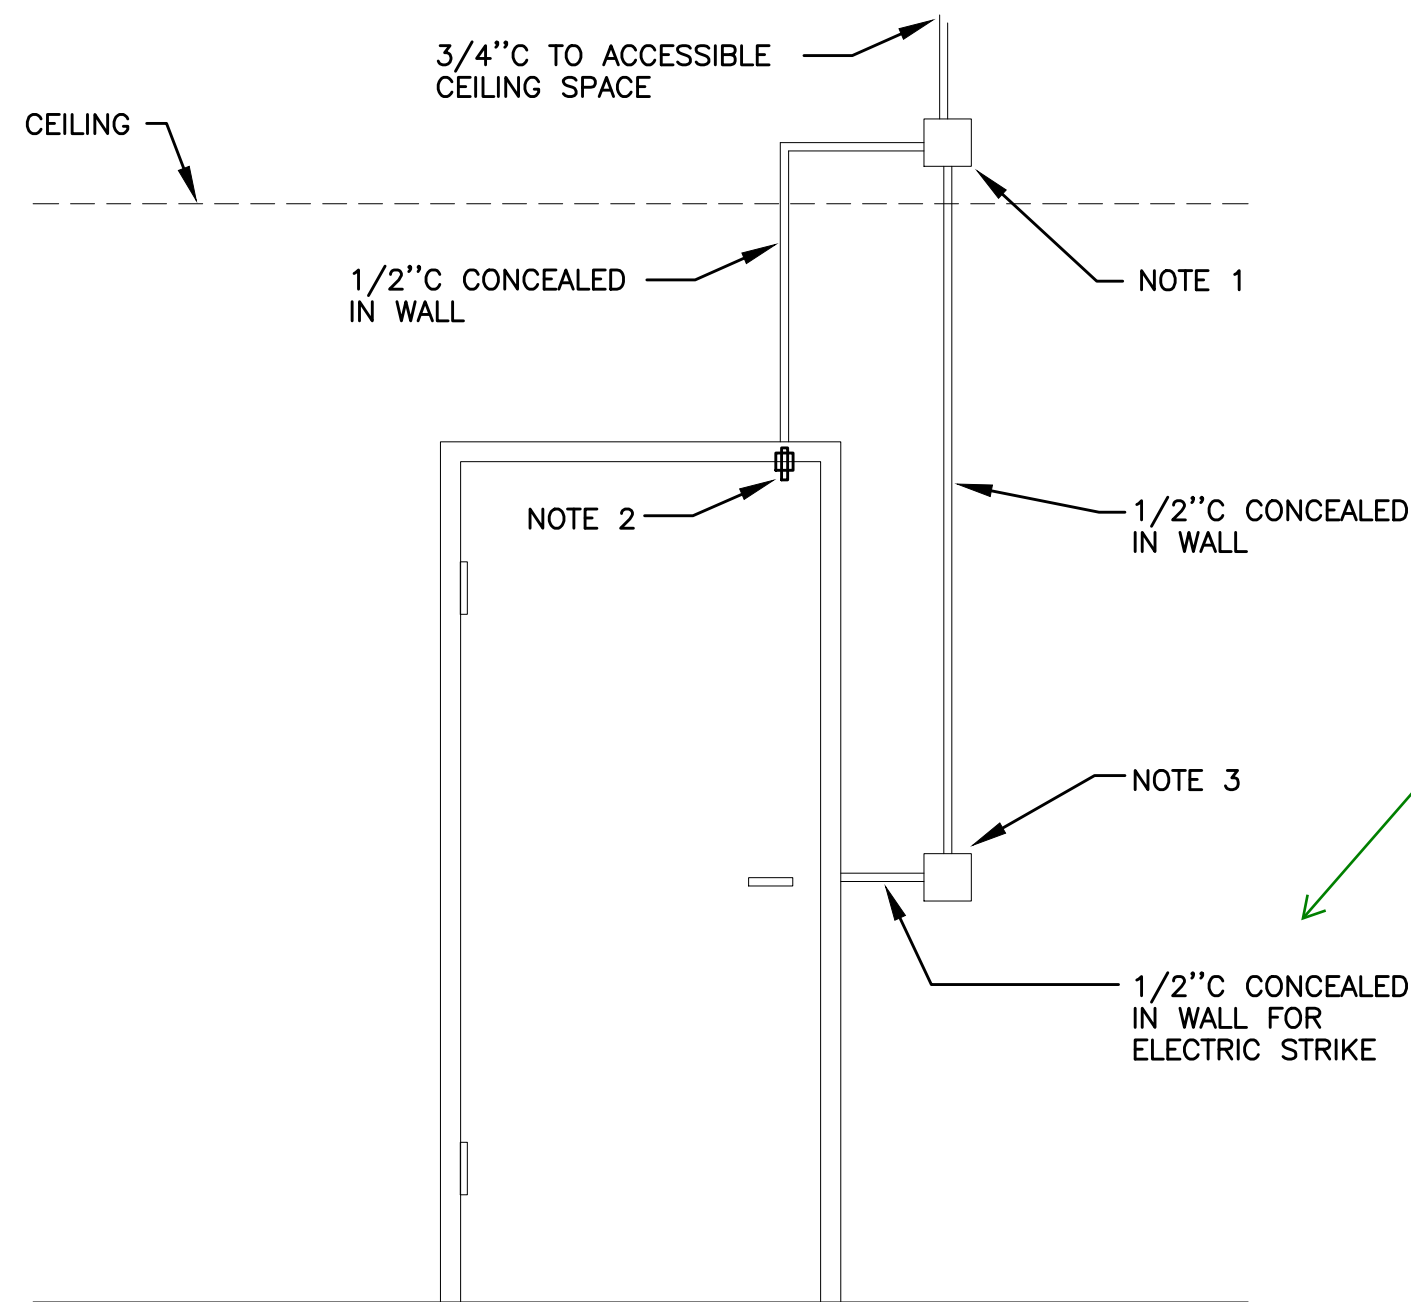 3/4''C TO ACCESSIBLE
CEILING SPACE
CEILING
1/2''C CONCEALED
IN WALL
NOTE 1
NOTE 2
1/2''C CONCEALED
IN WALL
NOTE 3
1/2''C CONCEALED
IN WALL FOR
ELECTRIC STRIKE